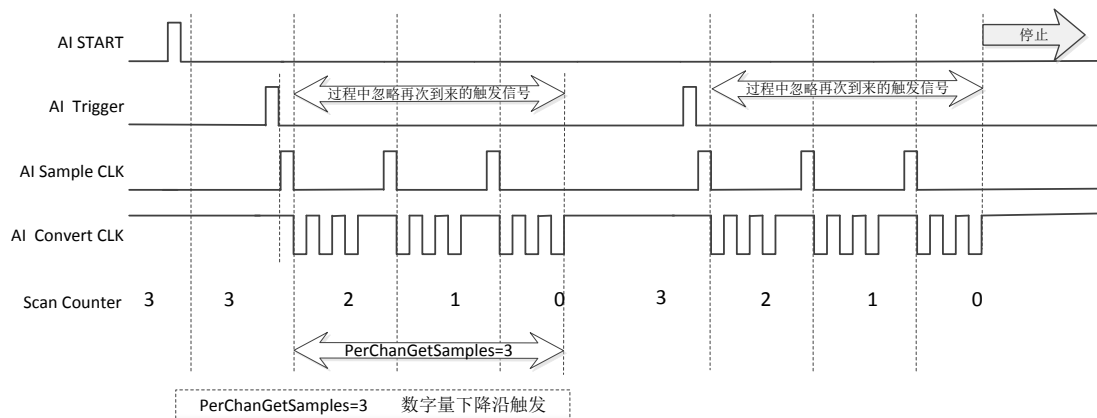 AI START
停止
AI Trigger
过程中忽略再次到来的触发信号
过程中忽略再次到来的触发信号
AI Sample CLK
AI Convert CLK
Scan Counter 3 3 2 1 0 3 2 1 0
PerChanGetSamples=3
PerChanGetSamples=3 数字量下降沿触发